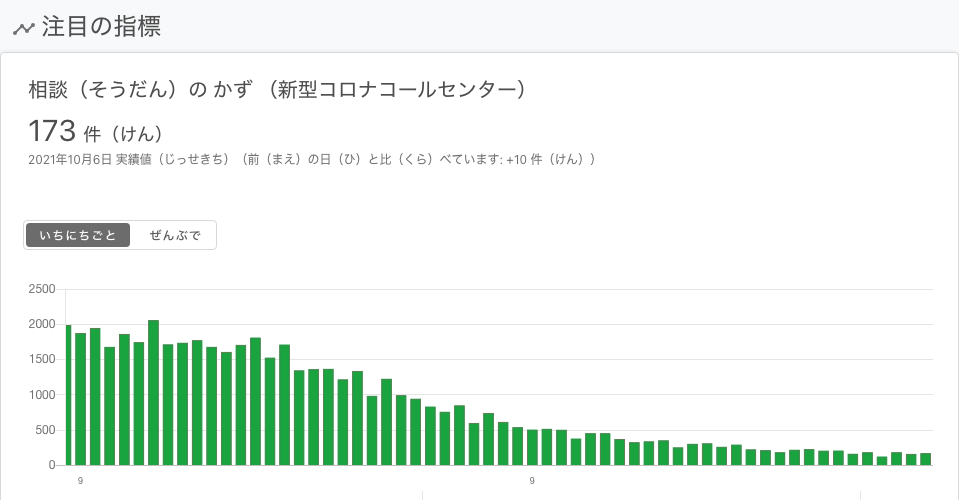 注目の指標
相談（そうだん）の かず （新型コロナコールセンター）
173 件（けん）
2021年10月6日 実績値（じっせきち）（前（まえ）の日（ひ）と比（くら）べています: +10 件（けん））
いちにちごと ぜんぶで
2500
2000
1500
1000
500
0
9 9